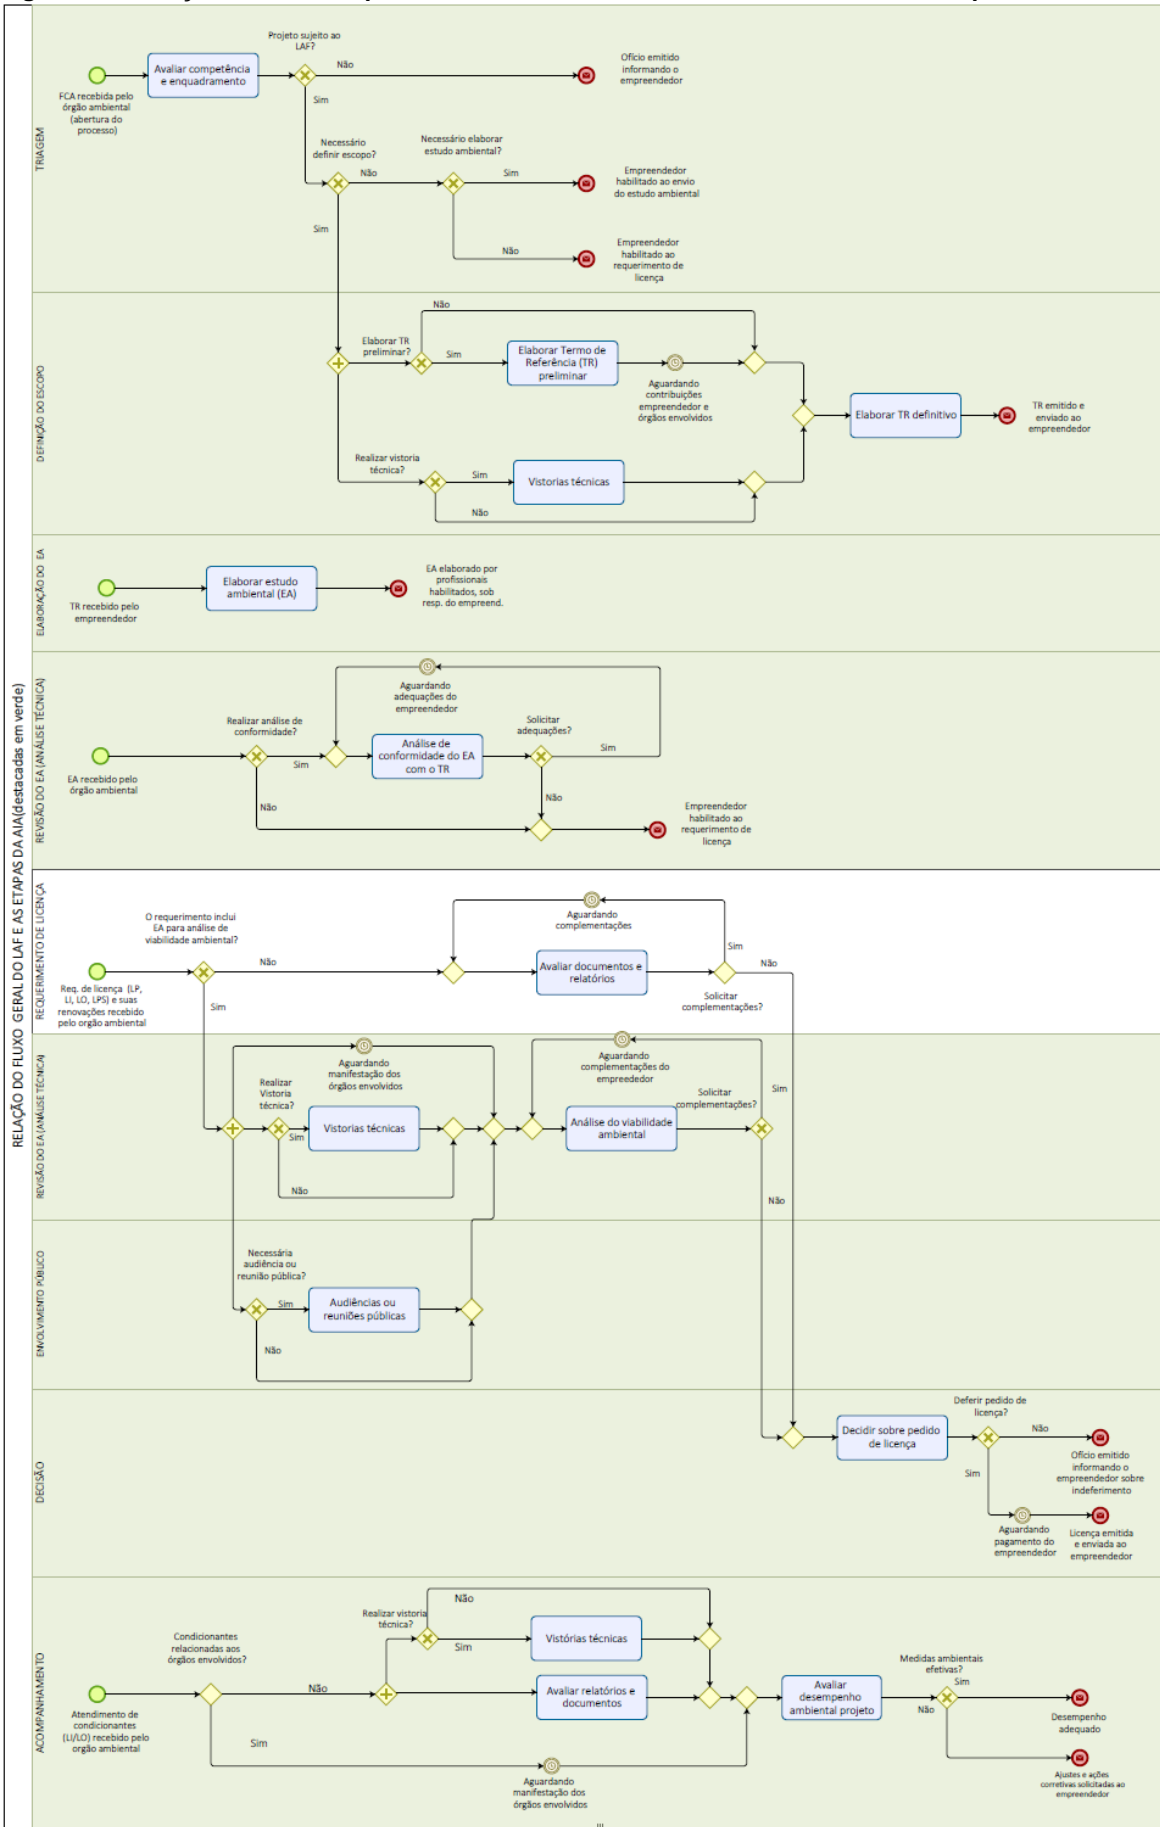 RELAÇÃO DO FLUXO GERAL DO LAF E AS ETAPAS DA AIA(destacadas em verde)
TRIAGEM
Projeto sujeito ao
LAF?
Avaliar competência
e enquadramento
Não
Ofício emitido
informando o
empreendedor
FCA recebida pelo
órgão ambiental
(abertura do
processo)
Sim
Necessário
definir escopo?
Necessário elaborar
estudo ambiental?
Não
Sim
Empreendedor
habilitado ao envio
do estudo ambiental
Sim
Não
Empreendedor
habilitado ao
requerimento de
licença
DEFINIÇÃO DO ESCOPO
Não
Elaborar TR
preliminar?
Sim
Elaborar Termo de
Referência (TR)
preliminar
Aguardando
contribuições
empreendedor e
órgãos envolvidos
Elaborar TR definitivo
TR emitido e
enviado ao
empreendedor
Realizar vistoria
técnica?
Sim
Vistorias técnicas
Não
ELABORAÇÃO DO EA
Elaborar estudo
ambiental (EA)
EA elaborado por
profissionais
habilitados, sob
resp. do empreend.
TR recebido pelo
empreendedor
REVISÃO DO EA (ANÁLISE TÉCNICA)
Aguardando
adequações do
empreendedor
Realizar análise de
conformidade?
Solicitar
adequações?
Sim
Análise de
conformidade do EA
com o TR
Sim
EA recebido pelo
órgão ambiental
Não
Não
Empreendedor
habilitado ao
requerimento de
licença
REQUERIMENTO DE LICENÇA
O requerimento inclui
EA para análise de
viabilidade ambiental?
Aguardando
complementações
Não
Avaliar documentos e
relatórios
Sim
Não
Solicitar
complementações?
Req. de licença (LP,
LI, LO, LPS) e suas
renovações recebido
pelo orgão ambiental
Sim
REVISÃO DO EA (ANÁLISE TÉCNICA)
Aguardando
manifestação dos
órgãos envolvidos
Aguardando
complementações do
empreededor
Realizar
Vistoria
técnica?
Sim
Vistorias técnicas
Não
Análise do viabilidade
ambiental
Solicitar
complementações?
Sim
Não
ENVOLVIMENTO PÚBLICO
Necessária
audiência ou
reunião pública?
Sim
Audiências ou
reuniões públicas
Não
DECISÃO
Decidir sobre pedido
de licença
Deferir pedido de
licença?
Não
Ofício emitido
informando o
empreendedor sobre
indeferimento
Sim
Aguardando
pagamento do
empreendedor
Licença emitida
e enviada ao
empreendedor
ACOMPANHAMENTO
Não
Realizar vistoria
técnica?
Sim
Vistórias técnicas
Condicionantes
relacionadas aos
órgãos envolvidos?
Não
Avaliar relatórios e
documentos
Avaliar
desempenho
ambiental projeto
Medidas ambientais
efetivas?
Sim
Não
Desempenho
adequado
Atendimento de
condicionantes
(LI/LO) recebido pelo
orgão ambiental
Sim
Aguardando
manifestação dos
órgãos envolvidos
Ajustes e ações
corretivas solicitadas ao
empreendedor